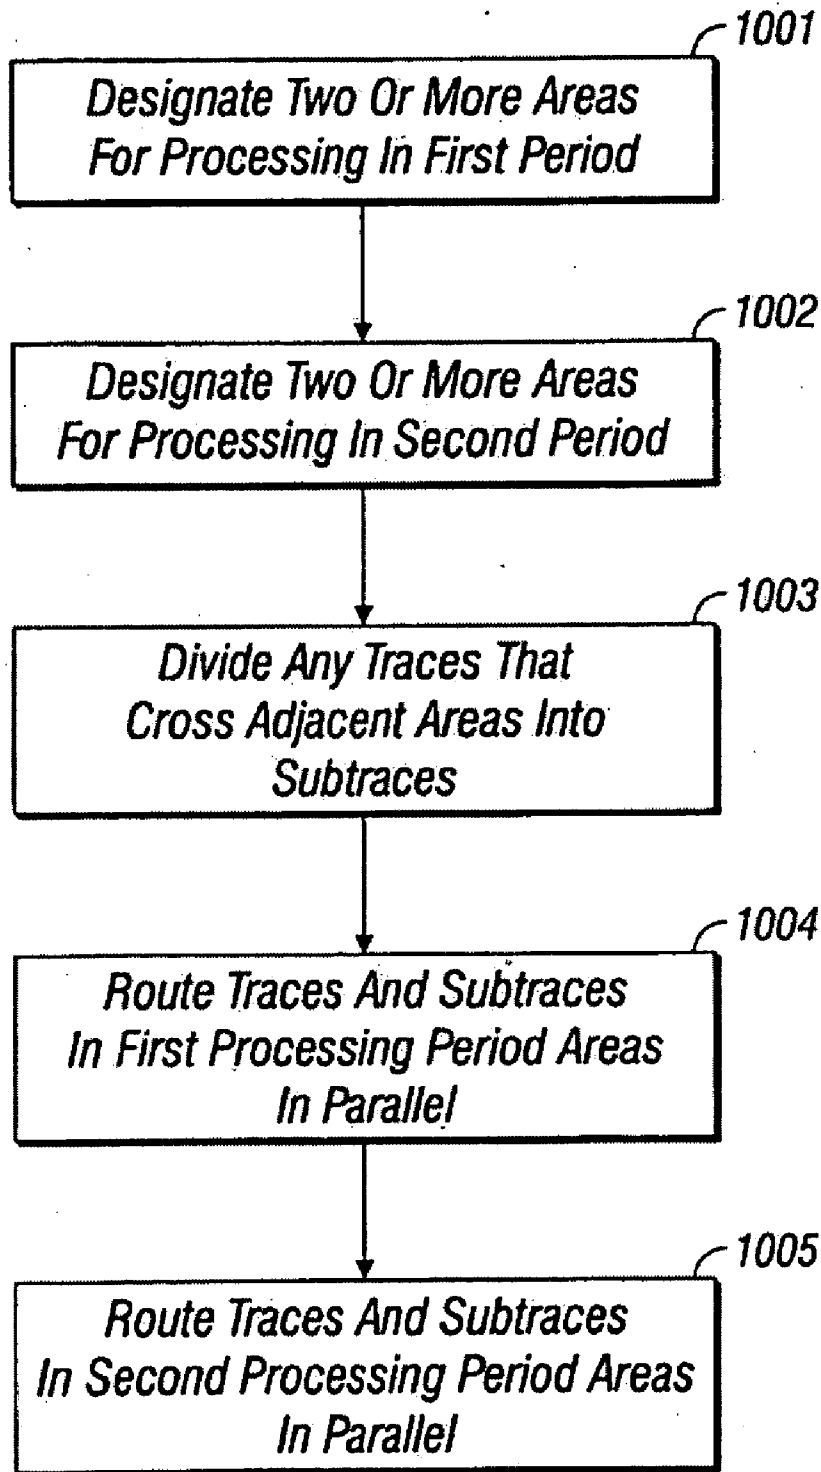 1001
Designate Two Or More Areas
For Processing In First Period
1002
Designate Two Or More Areas
For Processing In Second Period
1003
Divide Any Traces That
Cross Adjacent Areas Into
Subtraces
1004
Route Traces And Subtraces
In First Processing Period Areas
In Parallel
1005
Route Traces And Subtraces
In Second Processing Period Areas
In Parallel